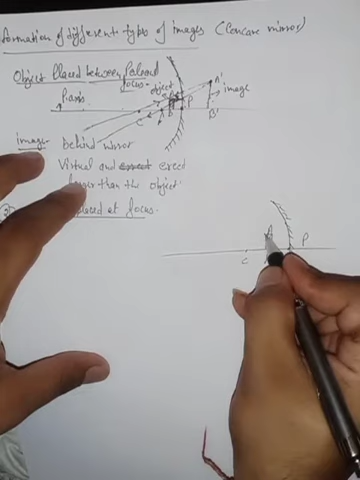 formation of different types of images (Concave mirror)
Object Placed between Pole and
focus.
object
A'
image
P.axis
C
P
B'
image behind mirror
Virtual and erect
larger than the object
placed at focus.
A
P
C